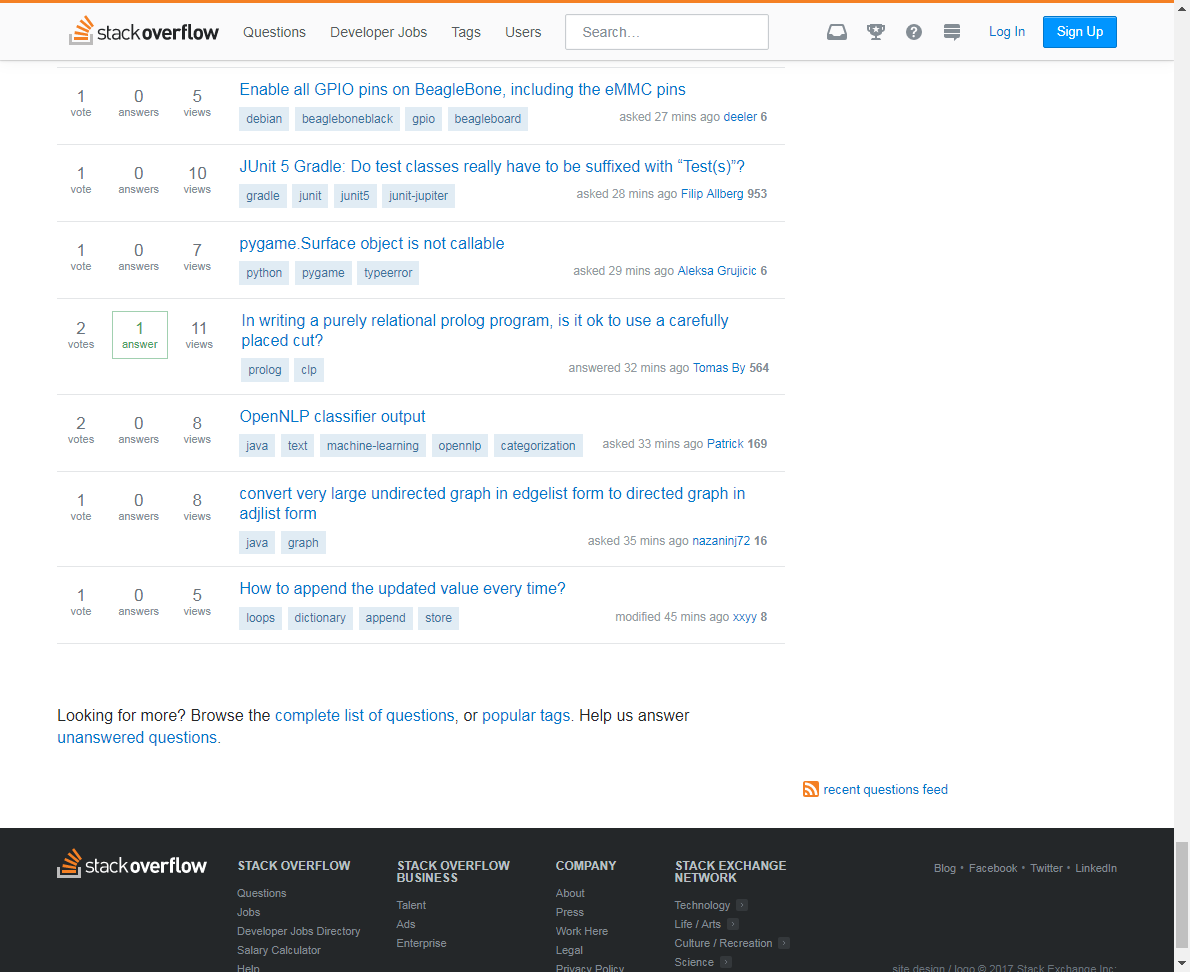 stack overflow Questions Developer Jobs Tags Users Search... Log In Sign Up
1 vote 0 answers 5 views
Enable all GPIO pins on BeagleBone, including the eMMC pins
debian beagleboneblack gpio beagleboard
asked 27 mins ago deeler 6
1 vote 0 answers 10 views
JUnit 5 Gradle: Do test classes really have to be suffixed with “Test(s)”?
gradle junit junit5 junit-jupiter
asked 28 mins ago Filip Allberg 953
1 vote 0 answers 7 views
pygame.Surface object is not callable
python pygame typeerror
asked 29 mins ago Aleksa Grujicic 6
2 votes 1 answer 11 views
In writing a purely relational prolog program, is it ok to use a carefully
placed cut?
prolog clp
answered 32 mins ago Tomas By 564
2 votes 0 answers 8 views
OpenNLP classifier output
java text machine-learning opennlp categorization
asked 33 mins ago Patrick 169
1 vote 0 answers 8 views
convert very large undirected graph in edgelist form to directed graph in
adjlist form
java graph
asked 35 mins ago nazaninj72 16
1 vote 0 answers 5 views
How to append the updated value every time?
loops dictionary append store
modified 45 mins ago xxyy 8
Looking for more? Browse the complete list of questions, or popular tags. Help us answer
unanswered questions.
recent questions feed
stack overflow
STACK OVERFLOW
Questions
Jobs
Developer Jobs Directory
Salary Calculator
Help
STACK OVERFLOW
BUSINESS
Talent
Ads
Enterprise
COMPANY
About
Press
Work Here
Legal
Privacy Policy
STACK EXCHANGE
NETWORK
Technology
Life / Arts
Culture / Recreation
Science
Blog • Facebook • Twitter • LinkedIn
site design / logo © 2017 Stack Exchange Inc;